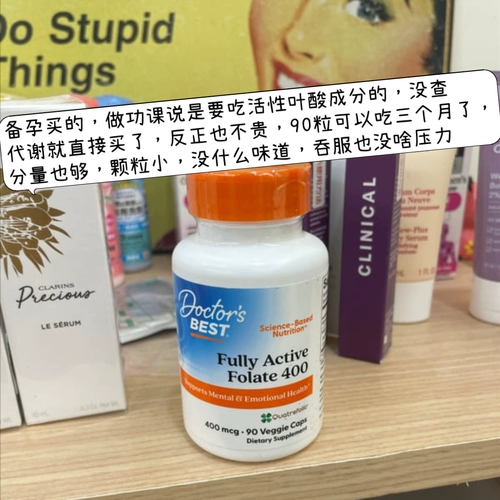 Do Stupid
Things
备孕买的，做功课说是要吃活性叶酸成分的，没查
代谢就直接买了，反正也不贵，90粒可以吃三个月了，
分量也够，颗粒小，没什么味道，吞服也没啥压力
CLARINS
Precious
LE SÉRUM
Doctor's
BEST
Science-Based
Nutrition
Fully Active
Folate 400
Supports Mental & Emotional Health
Quatrefolic
400 mcg • 90 Veggie Caps
Dietary Supplement
CLINICAL